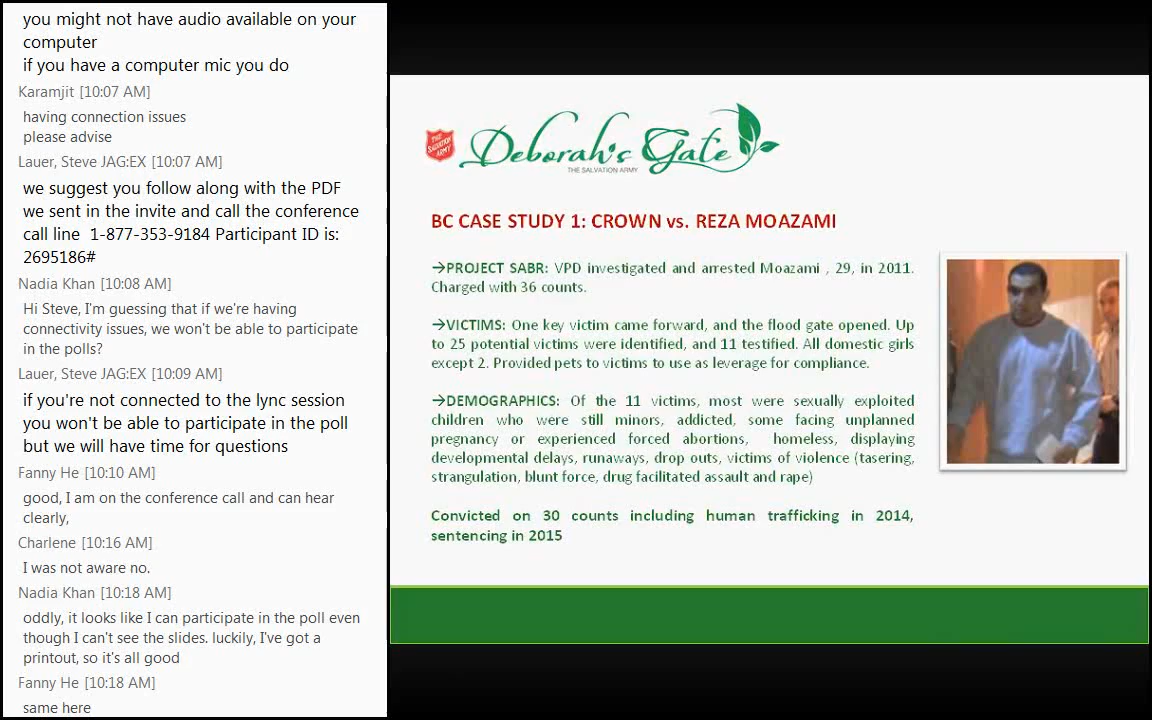 you might not have audio available on your
computer
if you have a computer mic you do
Karamjit [10:07 AM]
having connection issues
please advise
Lauer, Steve JAG:EX [10:07 AM]
we suggest you follow along with the PDF
we sent in the invite and call the conference
call line  1-877-353-9184 Participant ID is:
2695186#
Nadia Khan [10:08 AM]
Hi Steve, I'm guessing that if we're having
connectivity issues, we won't be able to participate
in the polls?
Lauer, Steve JAG:EX [10:09 AM]
if you're not connected to the lync session
you won't be able to participate in the poll
but we will have time for questions
Fanny He [10:10 AM]
good, I am on the conference call and can hear
clearly,
Charlene [10:16 AM]
I was not aware no.
Nadia Khan [10:18 AM]
oddly, it looks like I can participate in the poll even
though I can't see the slides. luckily, I've got a
printout, so it's all good
Fanny He [10:18 AM]
same here
THE
SALVATION
ARMY
Deborah's Gate
THE SALVATION ARMY
BC CASE STUDY 1: CROWN vs. REZA MOAZAMI
→PROJECT SABR: VPD investigated and arrested Moazami , 29, in 2011.
Charged with 36 counts.
→VICTIMS: One key victim came forward, and the flood gate opened. Up
to 25 potential victims were identified, and 11 testified. All domestic girls
except 2. Provided pets to victims to use as leverage for compliance.
→DEMOGRAPHICS: Of the 11 victims, most were sexually exploited
children who were still minors, addicted, some facing unplanned
pregnancy or experienced forced abortions,  homeless, displaying
developmental delays, runaways, drop outs, victims of violence (tasering,
strangulation, blunt force, drug facilitated assault and rape)
Convicted on 30 counts including human trafficking in 2014,
sentencing in 2015